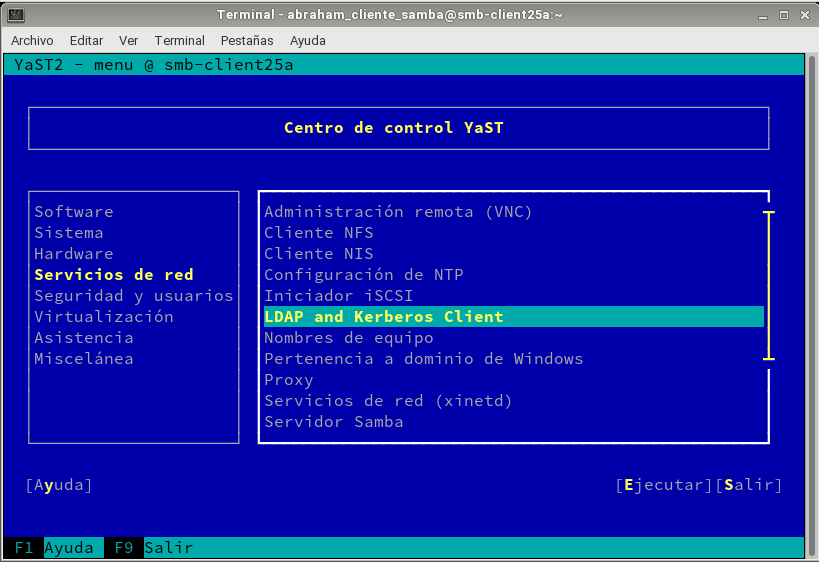 Terminal - abraham_cliente_samba@smb-client25a:~
Archivo Editar Ver Terminal Pestañas Ayuda
YaST2 - menu @ smb-client25a
Centro de control YaST
Software
Sistema
Hardware
Servicios de red
Seguridad y usuarios
Virtualización
Asistencia
Miscelánea
Administración remota (VNC)
Cliente NFS
Cliente NIS
Configuración de NTP
Iniciador iSCSI
LDAP and Kerberos Client
Nombres de equipo
Pertenencia a dominio de Windows
Proxy
Servicios de red (xinetd)
Servidor Samba
[Ayuda] [Ejecutar][Salir]
F1 Ayuda F9 Salir